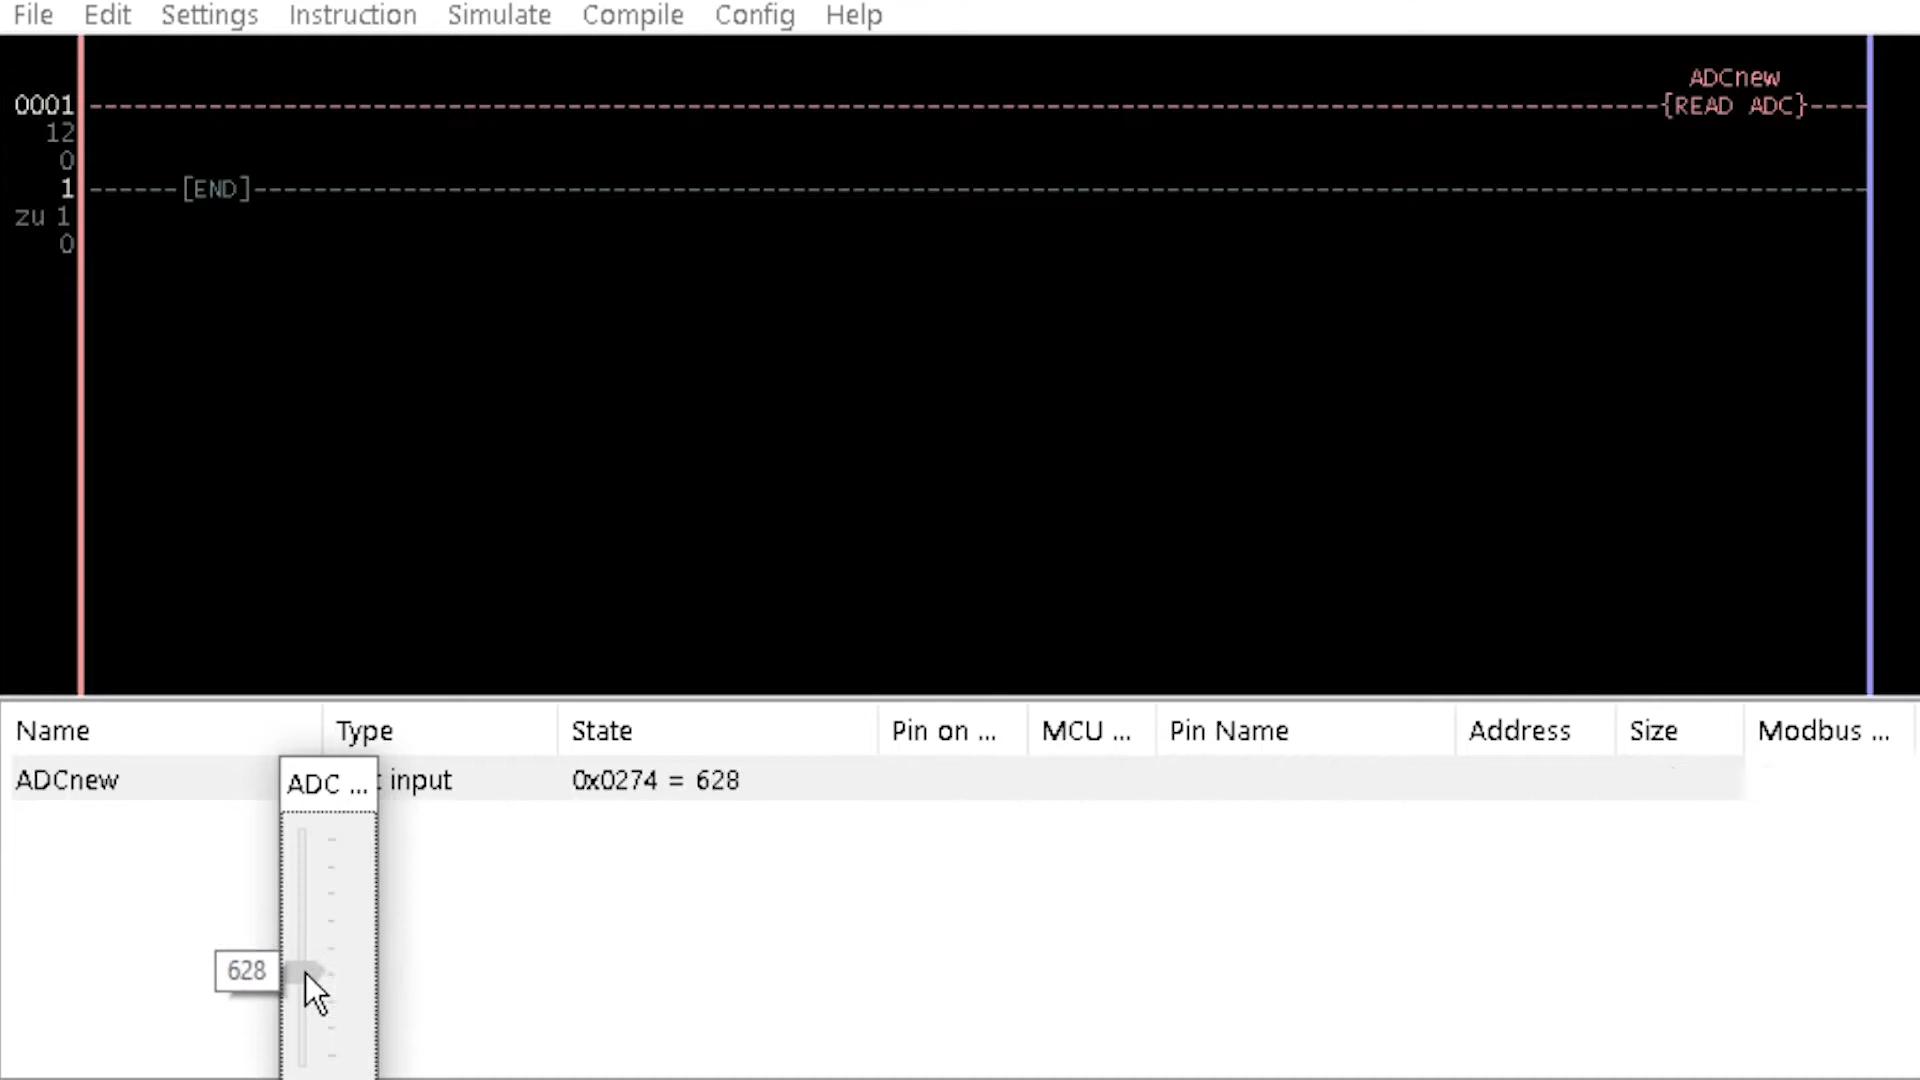 File Edit Settings Instruction Simulate Compile Config Help
ADCnew
0001 {READ ADC}
12
0
1 [END]
zu 1
0
Name Type State Pin on ... MCU ... Pin Name Address Size Modbus ...
ADCnew input 0x0274 = 628
ADC ...
628